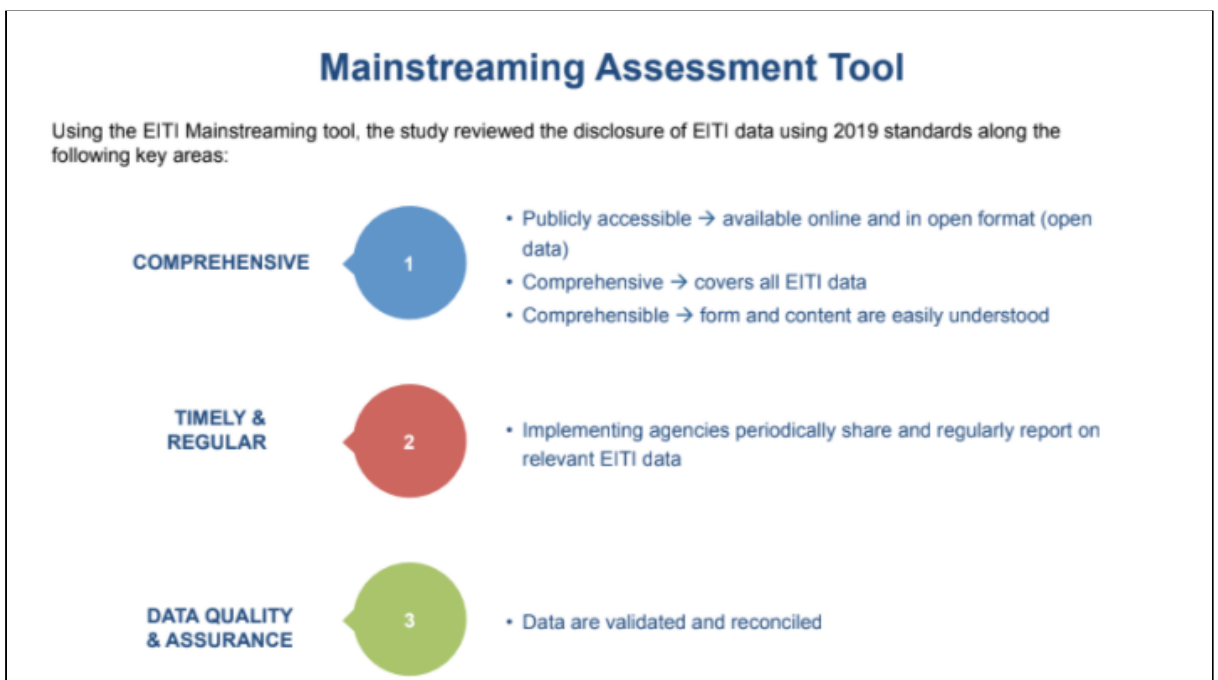 Mainstreaming Assessment Tool
Using the EITI Mainstreaming tool, the study reviewed the disclosure of EITI data using 2019 standards along the
following key areas:
COMPREHENSIVE
1
• Publicly accessible → available online and in open format (open
data)
• Comprehensive → covers all EITI data
• Comprehensible → form and content are easily understood
TIMELY &
REGULAR
2
• Implementing agencies periodically share and regularly report on
relevant EITI data
DATA QUALITY
& ASSURANCE
3
• Data are validated and reconciled